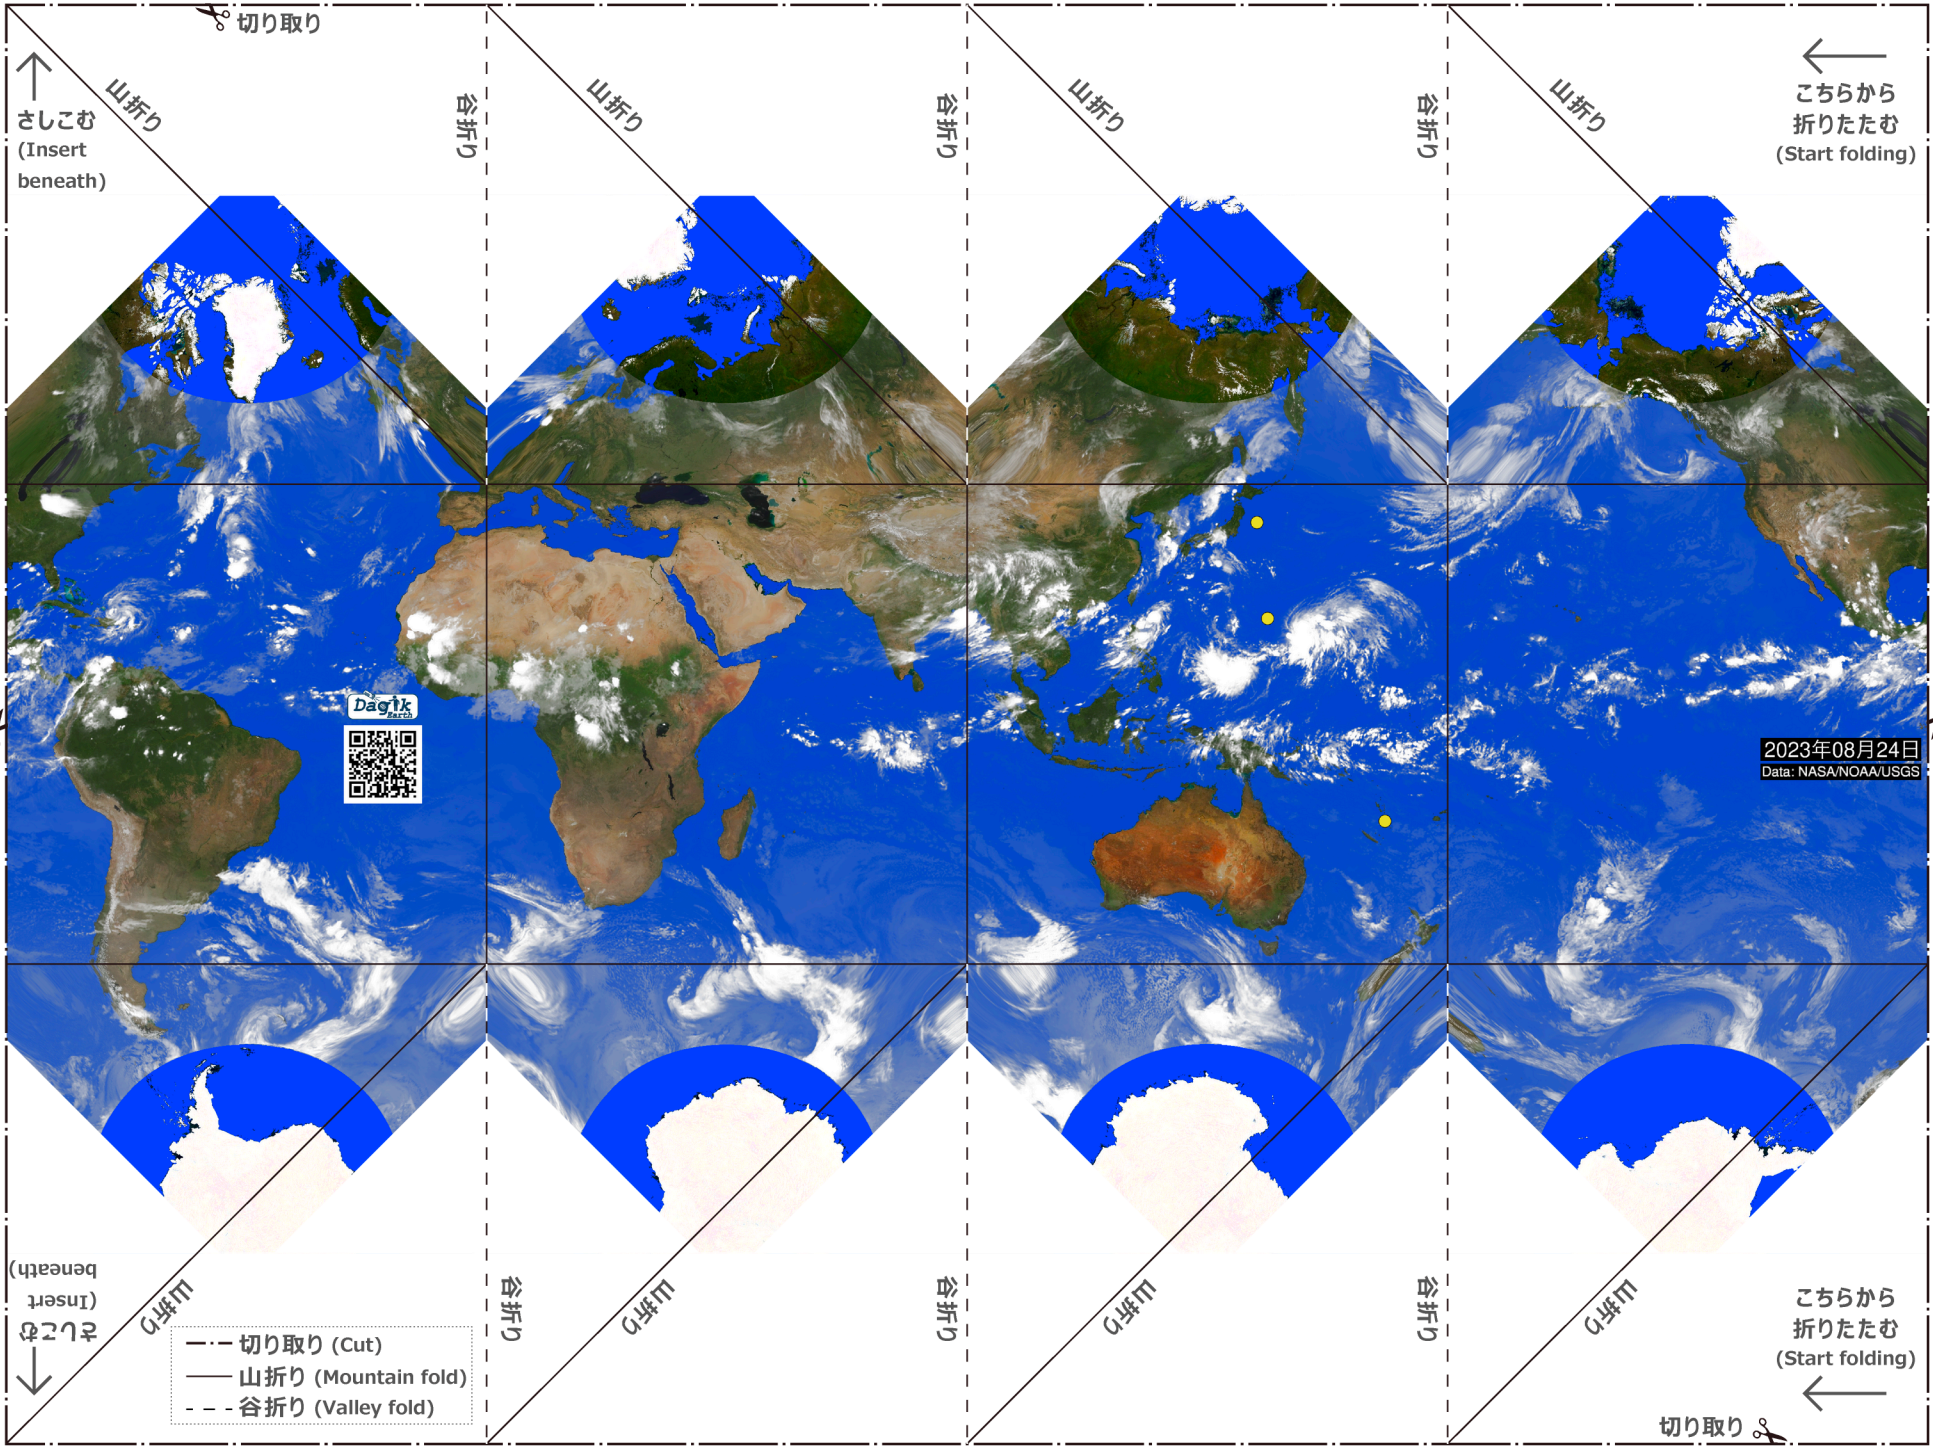 切り取り
さしこむ
(Insert
beneath)
山折り
谷折り
山折り
谷折り
山折り
谷折り
山折り
こちらから
折りたたむ
(Start folding)
Dagik
Earth
2023年08月24日
Data: NASA/NOAA/USGS
さしこむ
(Insert
beneath)
山折り
谷折り
山折り
谷折り
山折り
谷折り
山折り
こちらから
折りたたむ
(Start folding)
切り取り (Cut)
山折り (Mountain fold)
谷折り (Valley fold)
切り取り